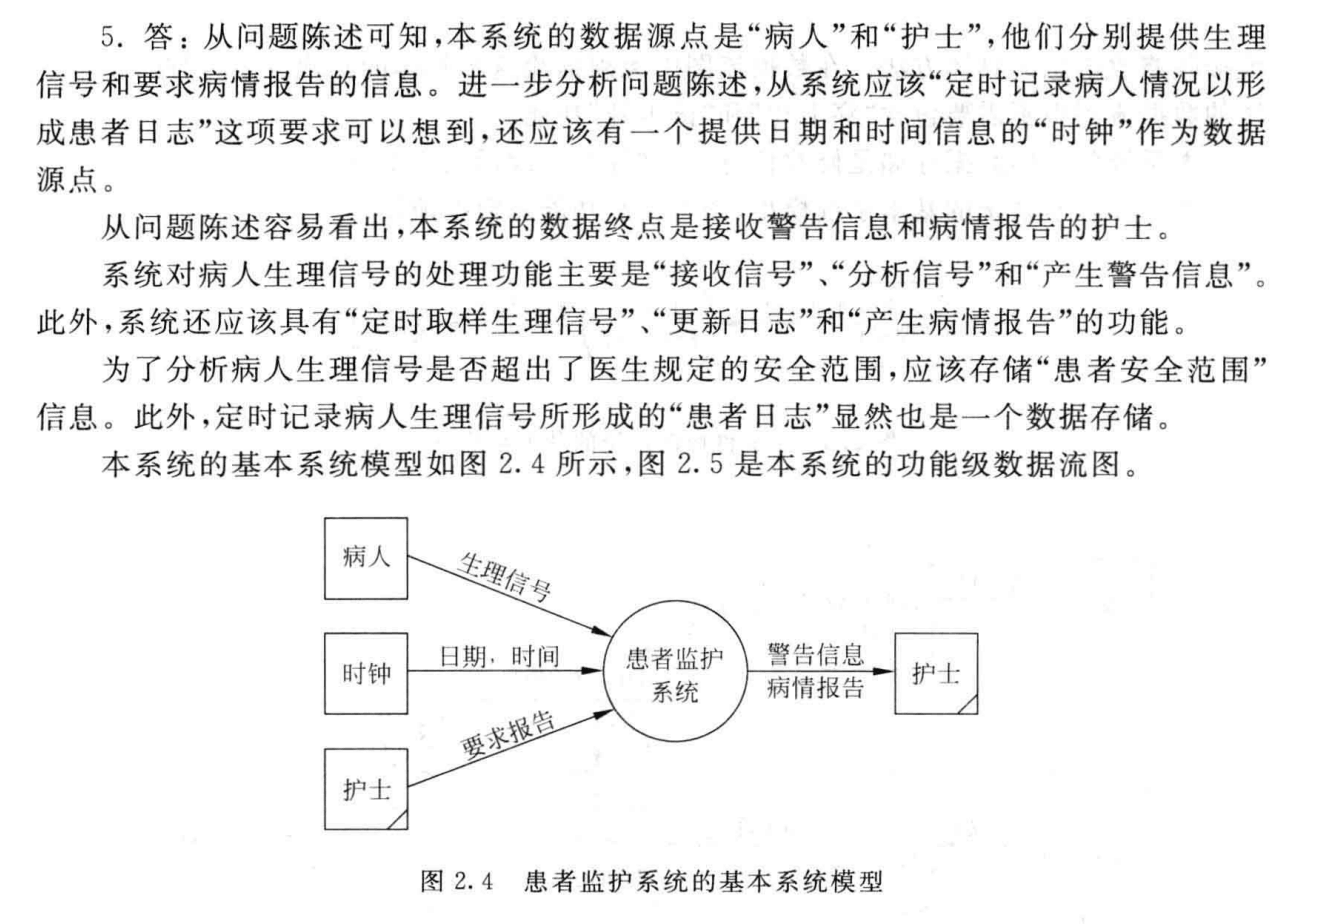 5. 答：从问题陈述可知，本系统的数据源点是“病人”和“护士”，他们分别提供生理
信号和要求病情报告的信息。进一步分析问题陈述，从系统应该“定时记录病人情况以形
成患者日志”这项要求可以想到，还应该有一个提供日期和时间信息的“时钟”作为数据
源点。
从问题陈述容易看出，本系统的数据终点是接收警告信息和病情报告的护士。
系统对病人生理信号的处理功能主要是“接收信号”、“分析信号”和“产生警告信息”。
此外，系统还应该具有“定时取样生理信号”、“更新日志”和“产生病情报告”的功能。
为了分析病人生理信号是否超出了医生规定的安全范围，应该存储“患者安全范围”
信息。此外，定时记录病人生理信号所形成的“患者日志”显然也是一个数据存储。
本系统的基本系统模型如图 2.4 所示，图 2.5 是本系统的功能级数据流图。
病人
生理信号
时钟
日期，时间
护士
要求报告
患者监护
系统
警告信息
病情报告
护士
图 2.4 患者监护系统的基本系统模型